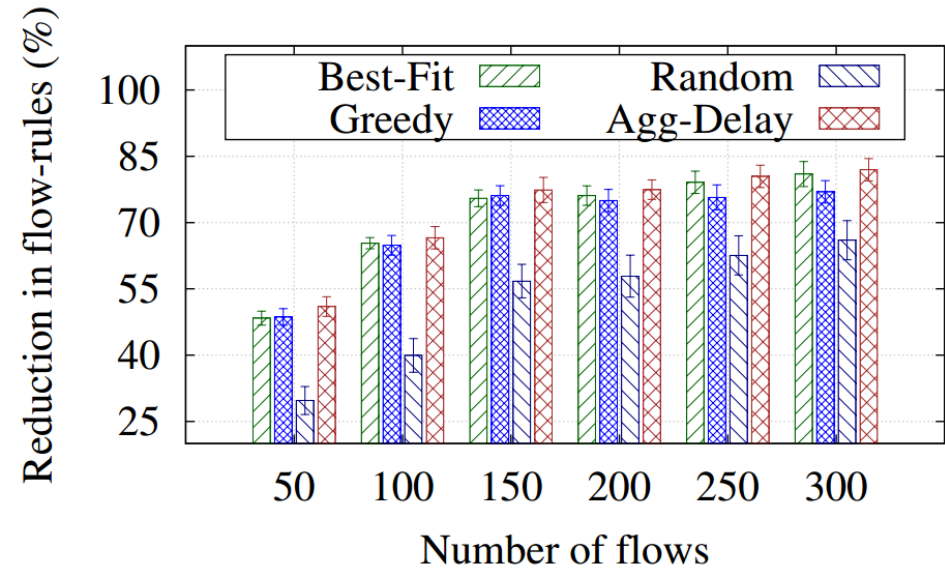 Reduction in flow-rules (%)
100
85
70
55
40
25
Best-Fit
Greedy
Random
Agg-Delay
50 100 150 200 250 300
Number of flows